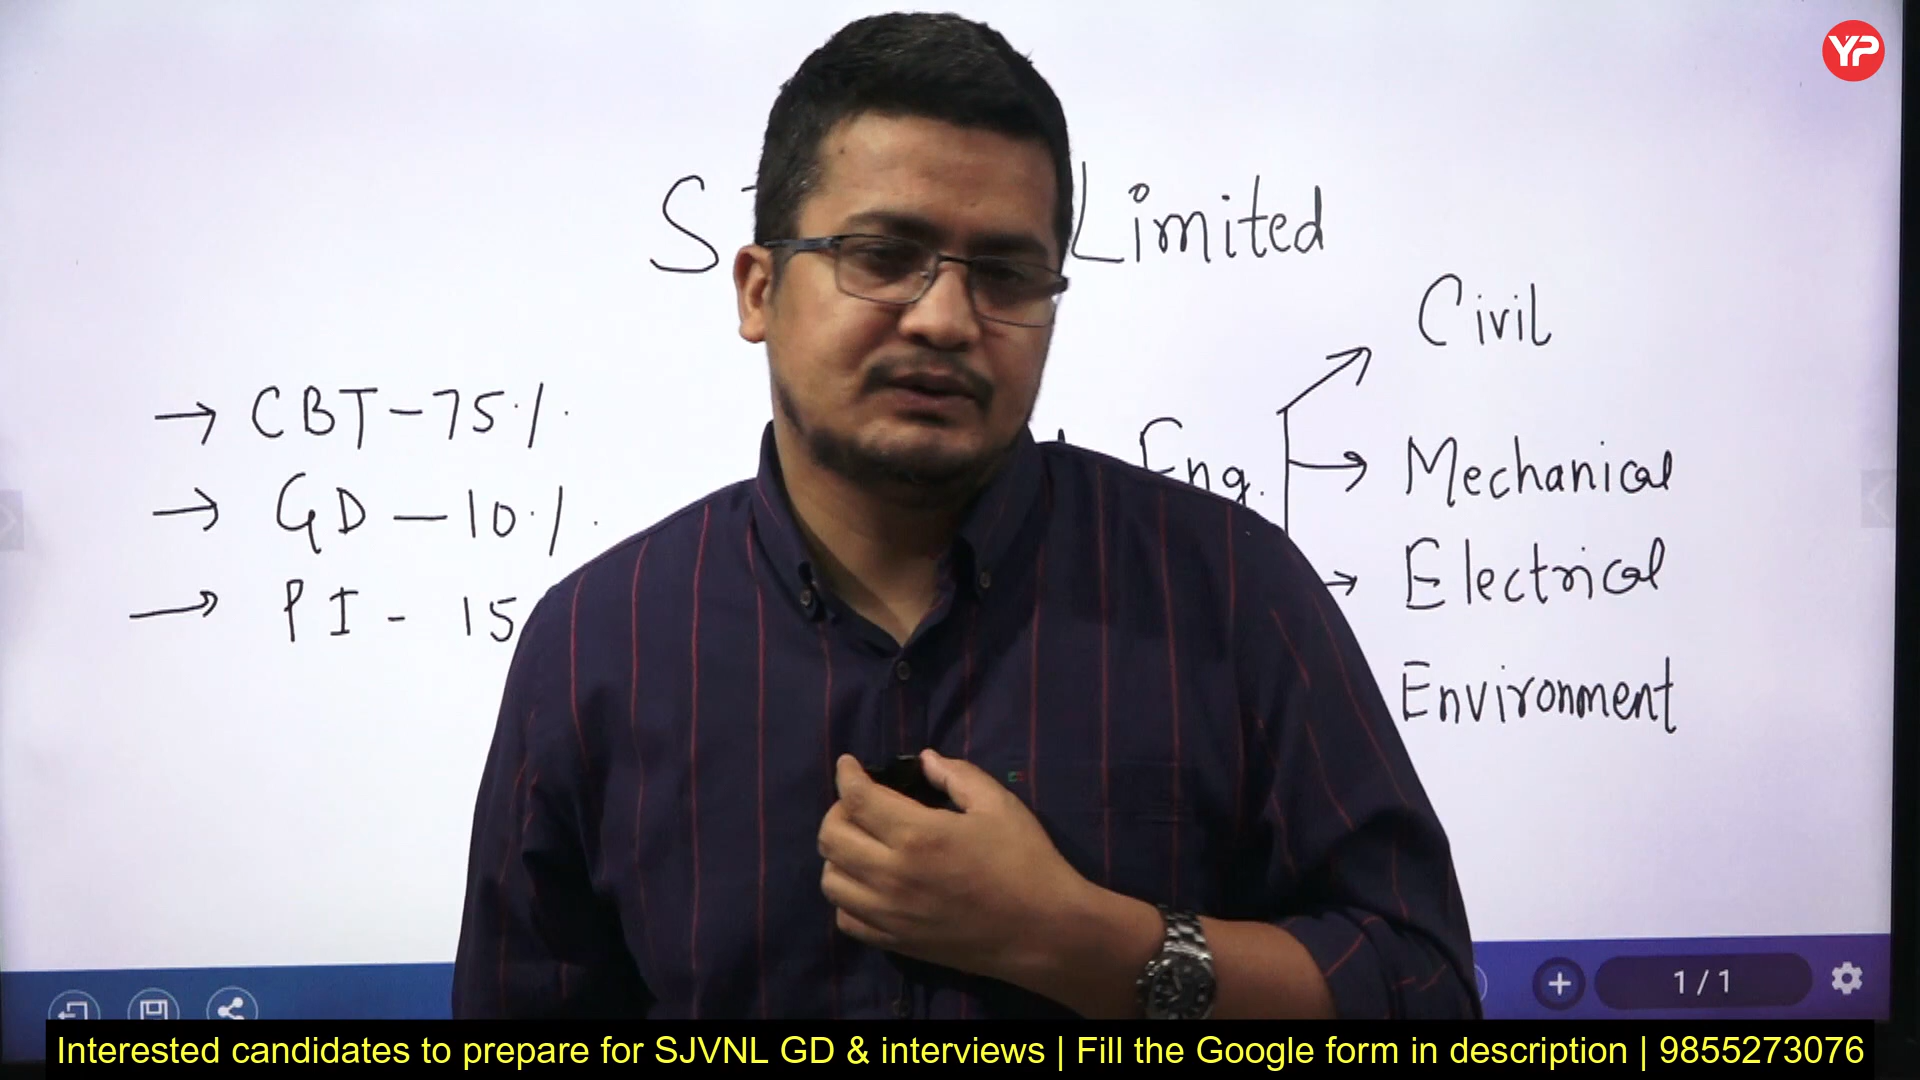 YP
Limited
→ CBT - 75%.
→ GD - 10%.
→ PI - 15
Eng.
Civil
Mechanical
Electrical
Environment
1 / 1
Interested candidates to prepare for SJVNL GD & interviews | Fill the Google form in description | 9855273076